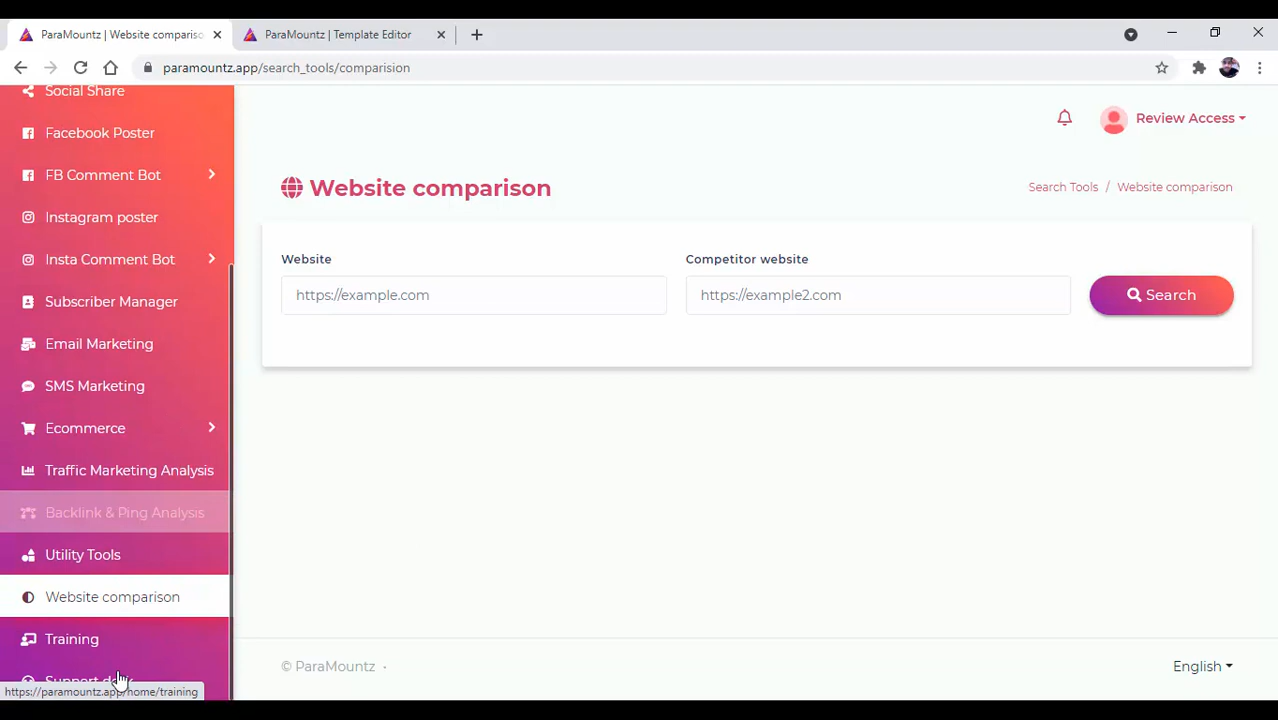 ParaMountz | Website compariso
ParaMountz | Template Editor
paramountz.app/search_tools/comparision
Social Share
Facebook Poster
FB Comment Bot
Instagram poster
Insta Comment Bot
Subscriber Manager
Email Marketing
SMS Marketing
Ecommerce
Traffic Marketing Analysis
Backlink & Ping Analysis
Utility Tools
Website comparison
Training
Support
https://paramountz.app/home/training
Review Access
Website comparison
Search Tools / Website comparison
Website
Competitor website
https://example.com
https://example2.com
Search
© ParaMountz ·
English